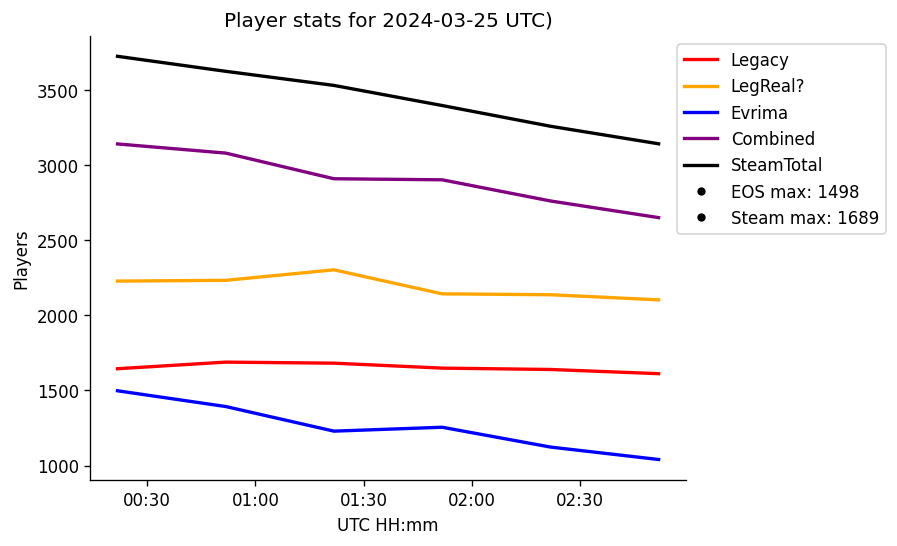 Player stats for 2024-03-25 UTC)
Legacy
LegReal?
Evrima
Combined
SteamTotal
EOS max: 1498
Steam max: 1689
Players
3500
3000
2500
2000
1500
1000
00:30 01:00 01:30 02:00 02:30
UTC HH:mm